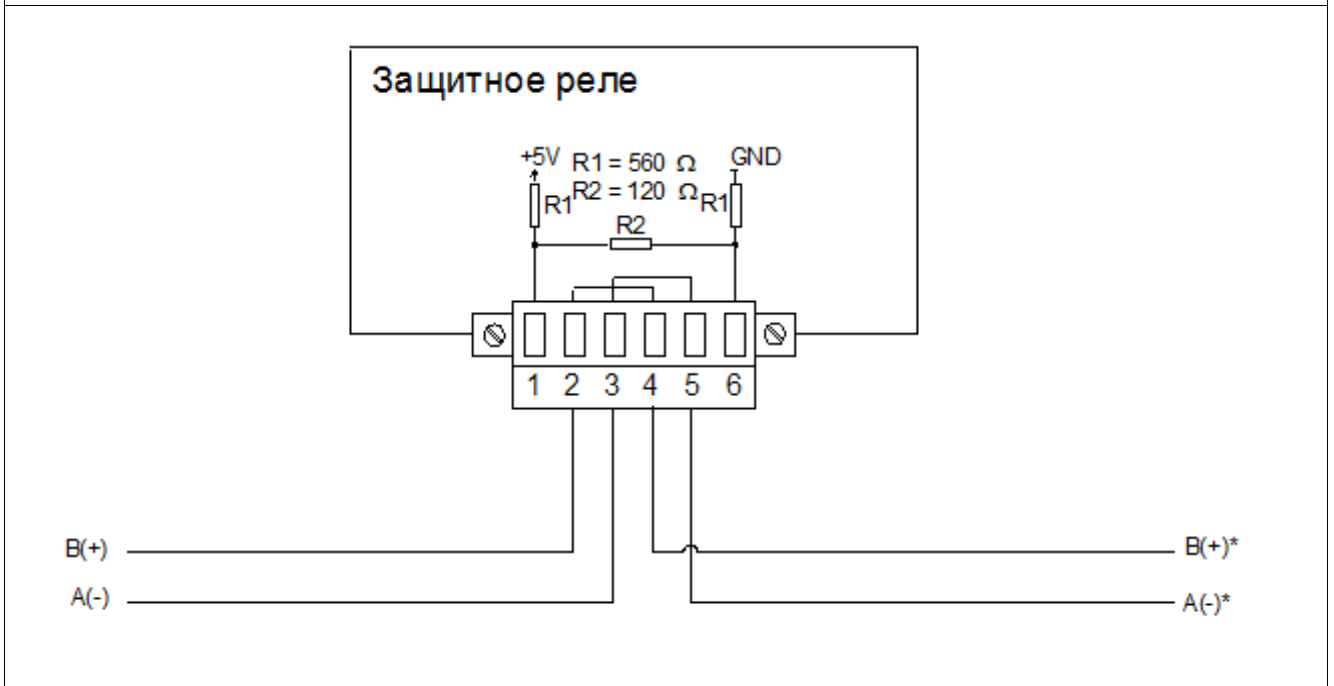 Защитное реле
+5V R1 = 560 Ω GND
R1 R2 = 120 Ω R1
R2
1 2 3 4 5 6
B(+) B(+)*
A(-) A(-)*